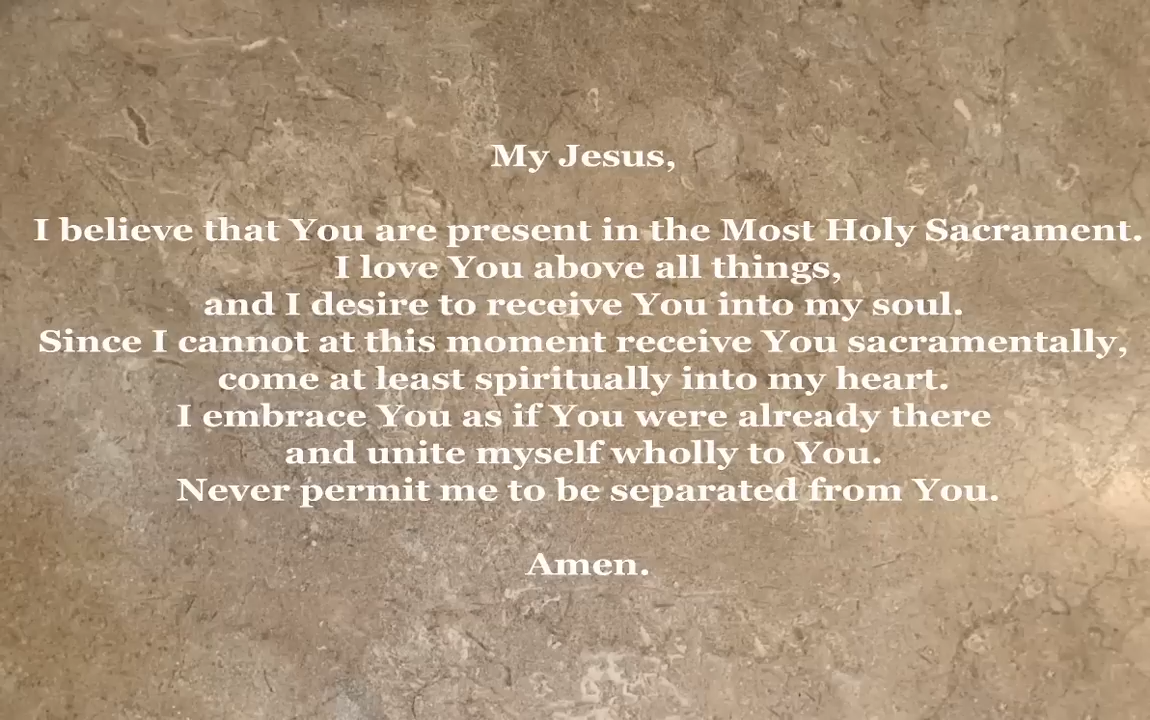 My Jesus,
I believe that You are present in the Most Holy Sacrament.
I love You above all things,
and I desire to receive You into my soul.
Since I cannot at this moment receive You sacramentally,
come at least spiritually into my heart.
I embrace You as if You were already there
and unite myself wholly to You.
Never permit me to be separated from You.
Amen.